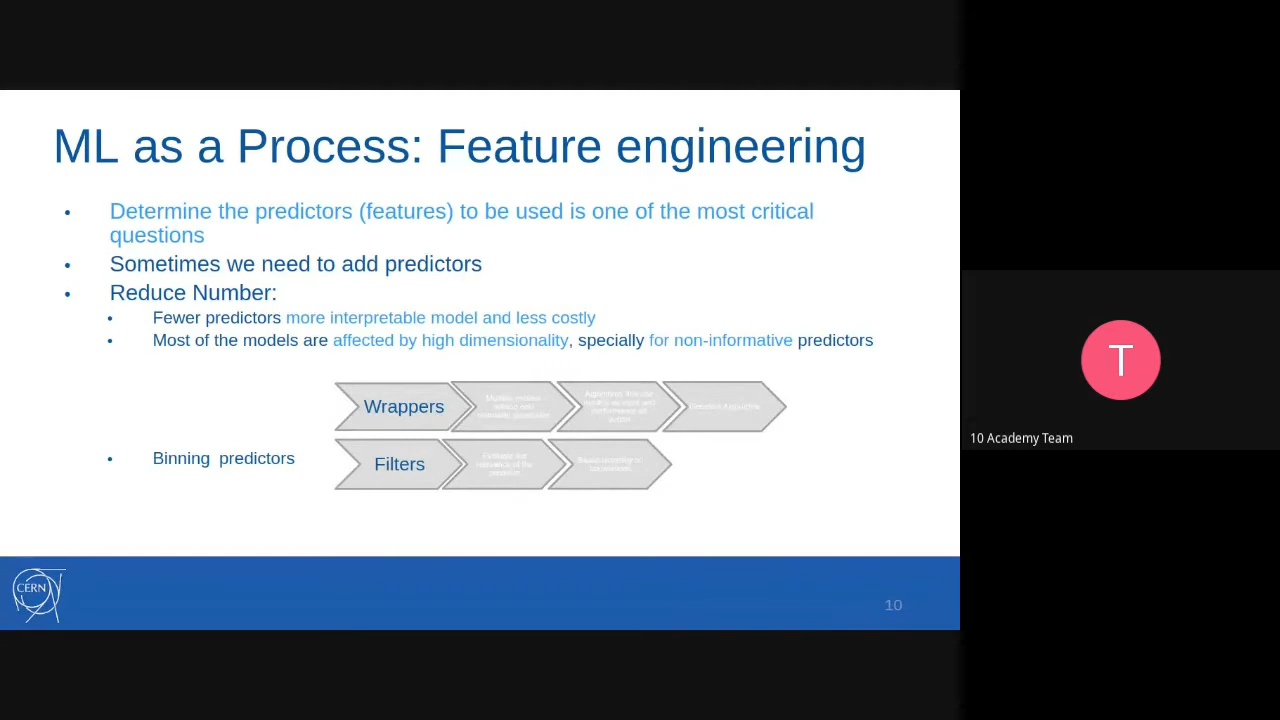 ML as a Process: Feature engineering
• Determine the predictors (features) to be used is one of the most critical
questions
• Sometimes we need to add predictors
• Reduce Number:
• Fewer predictors more interpretable model and less costly
• Most of the models are affected by high dimensionality, specially for non-informative predictors
Wrappers
• Binning predictors
Filters
CERN
10
T
10 Academy Team